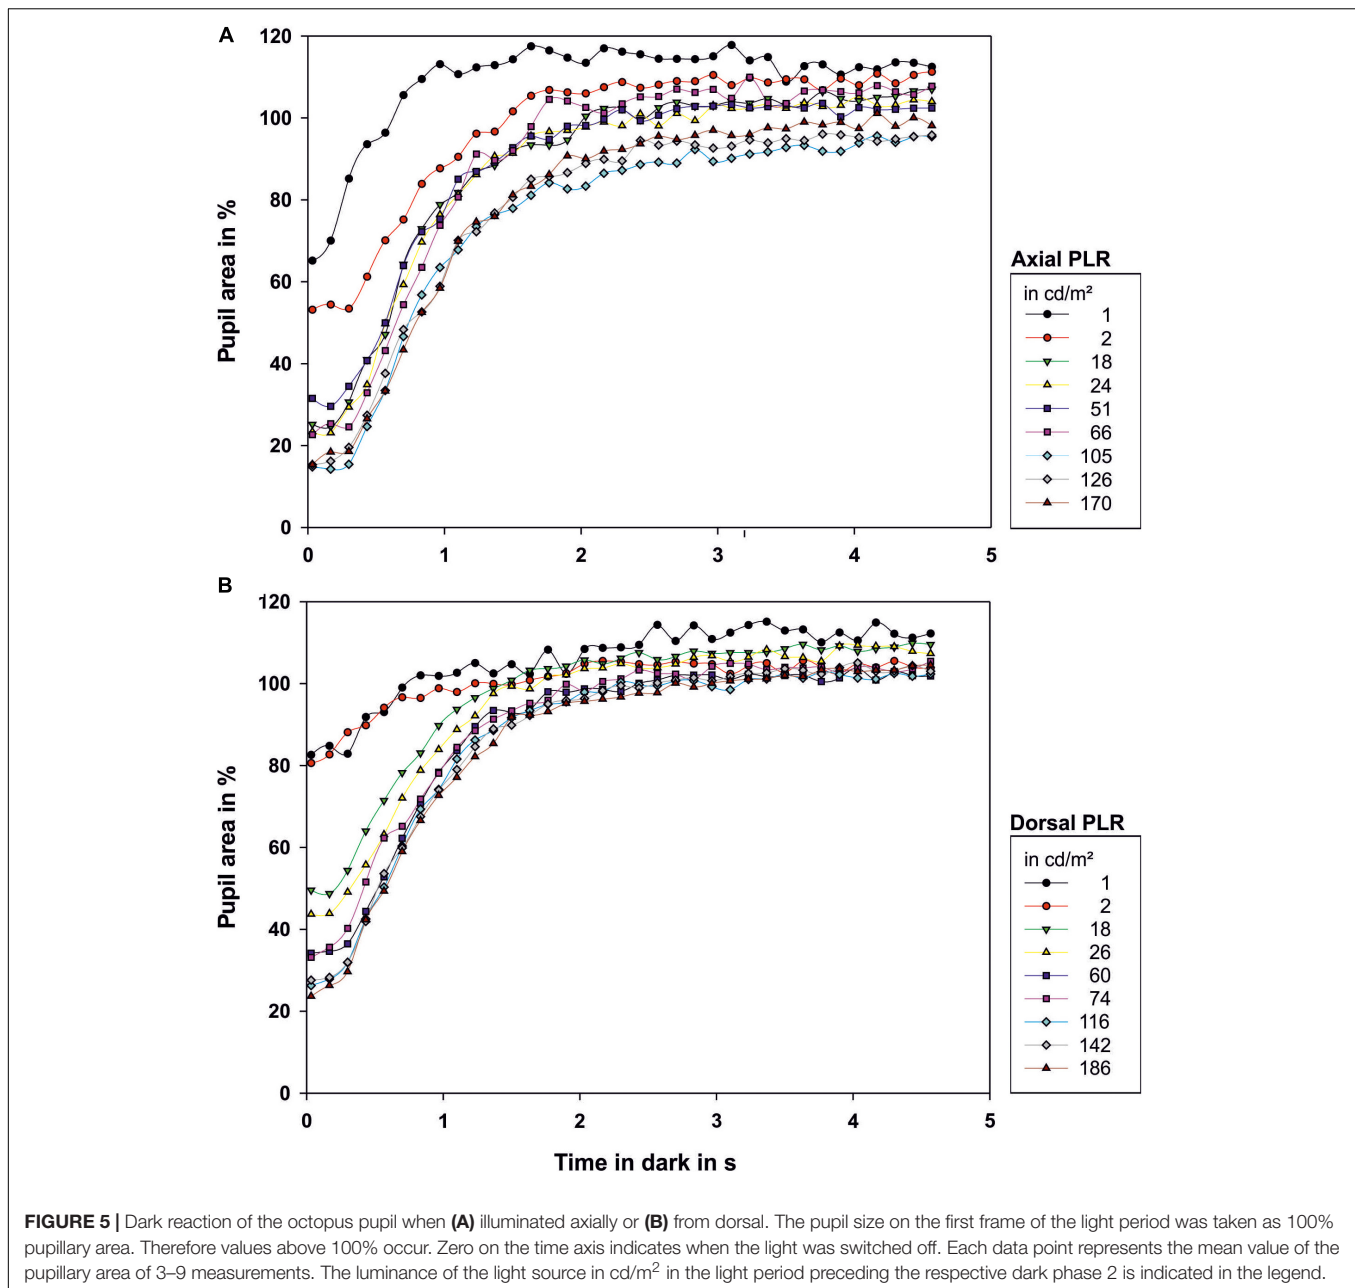 A
120
100
80
60
40
20
0
Pupil area in %
0 1 2 3 4 5
Axial PLR
in cd/m²
1
2
18
24
51
66
105
126
170
B
120
100
80
60
40
20
0
Pupil area in %
0 1 2 3 4 5
Time in dark in s
Dorsal PLR
in cd/m²
1
2
18
26
60
74
116
142
186
FIGURE 5 | Dark reaction of the octopus pupil when (A) illuminated axially or (B) from dorsal. The pupil size on the first frame of the light period was taken as 100%
pupillary area. Therefore values above 100% occur. Zero on the time axis indicates when the light was switched off. Each data point represents the mean value of the
pupillary area of 3–9 measurements. The luminance of the light source in cd/m² in the light period preceding the respective dark phase 2 is indicated in the legend.